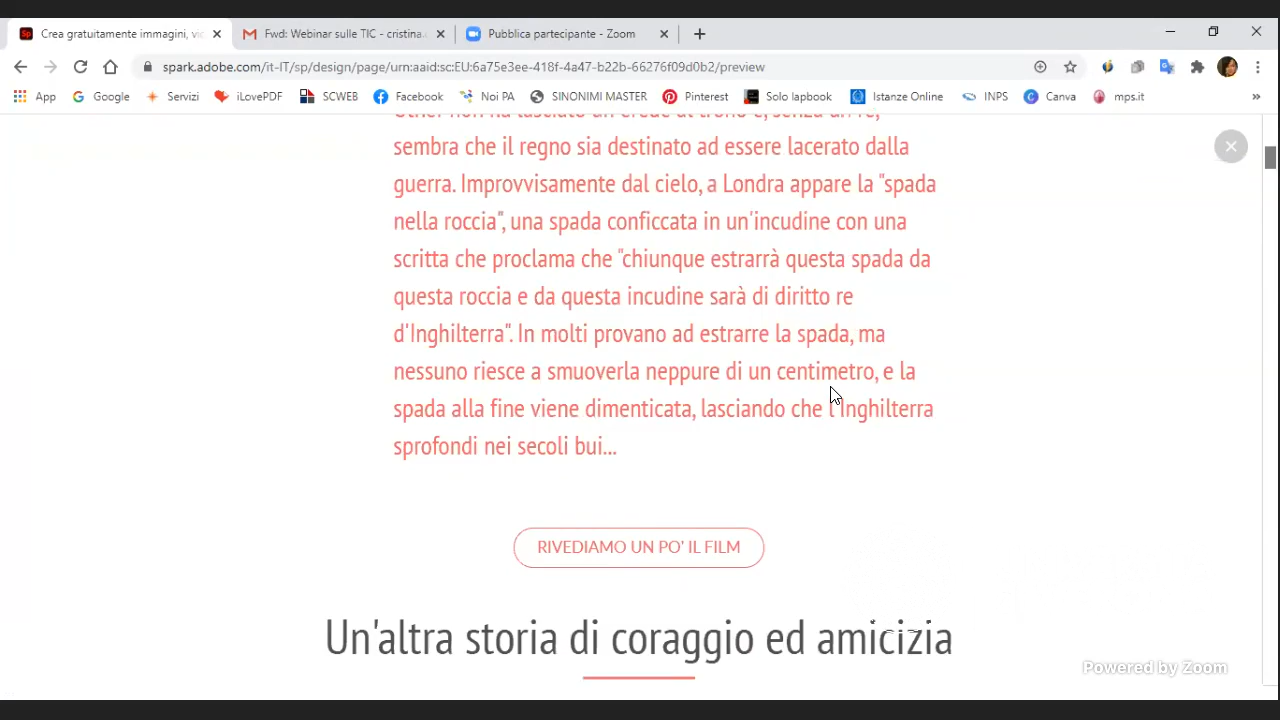 Crea gratuitamente immagini, vic
Fwd: Webinar sulle TIC - cristina.c
Pubblica partecipante - Zoom
spark.adobe.com/it-IT/sp/design/page/urn:aaid:sc:EU:6a75e3ee-418f-4a47-b22b-66276f09d0b2/preview
App Google Servizi iLovePDF SCWEB Facebook Noi PA SINONIMI MASTER Pinterest Solo lapbook Istanze Online INPS Canva mps.it
sembra che il regno sia destinato ad essere lacerato dalla
guerra. Improvvisamente dal cielo, a Londra appare la "spada
nella roccia", una spada conficcata in un'incudine con una
scritta che proclama che "chiunque estrarrà questa spada da
questa roccia e da questa incudine sarà di diritto re
d'Inghilterra". In molti provano ad estrarre la spada, ma
nessuno riesce a smuoverla neppure di un centimetro, e la
spada alla fine viene dimenticata, lasciando che l'Inghilterra
sprofondi nei secoli bui...
RIVEDIAMO UN PO' IL FILM
Un'altra storia di coraggio ed amicizia
Powered by Zoom